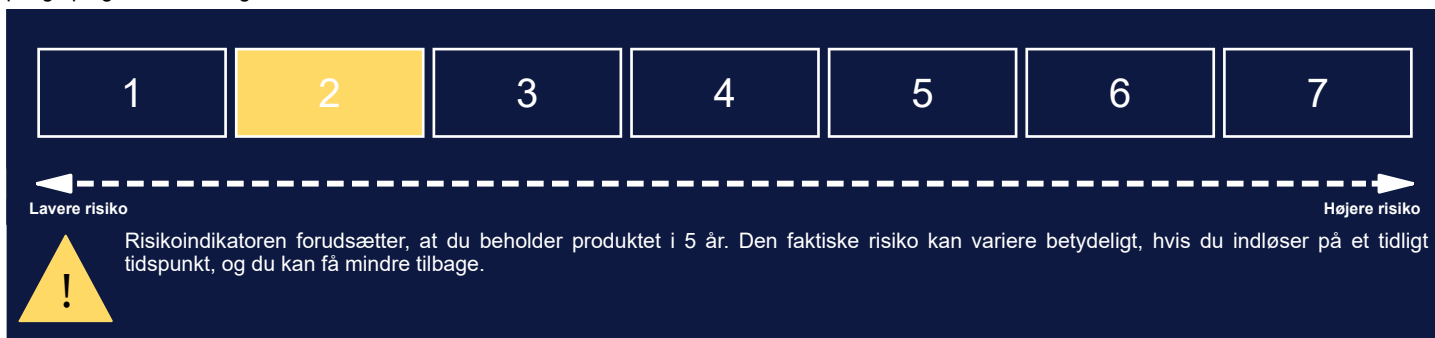 1 2 3 4 5 6 7
Lavere risiko Højere risiko
Risikoindikatoren forudsætter, at du beholder produktet i 5 år. Den faktiske risiko kan variere betydeligt, hvis du indløser på et tidligt
tidspunkt, og du kan få mindre tilbage.
!